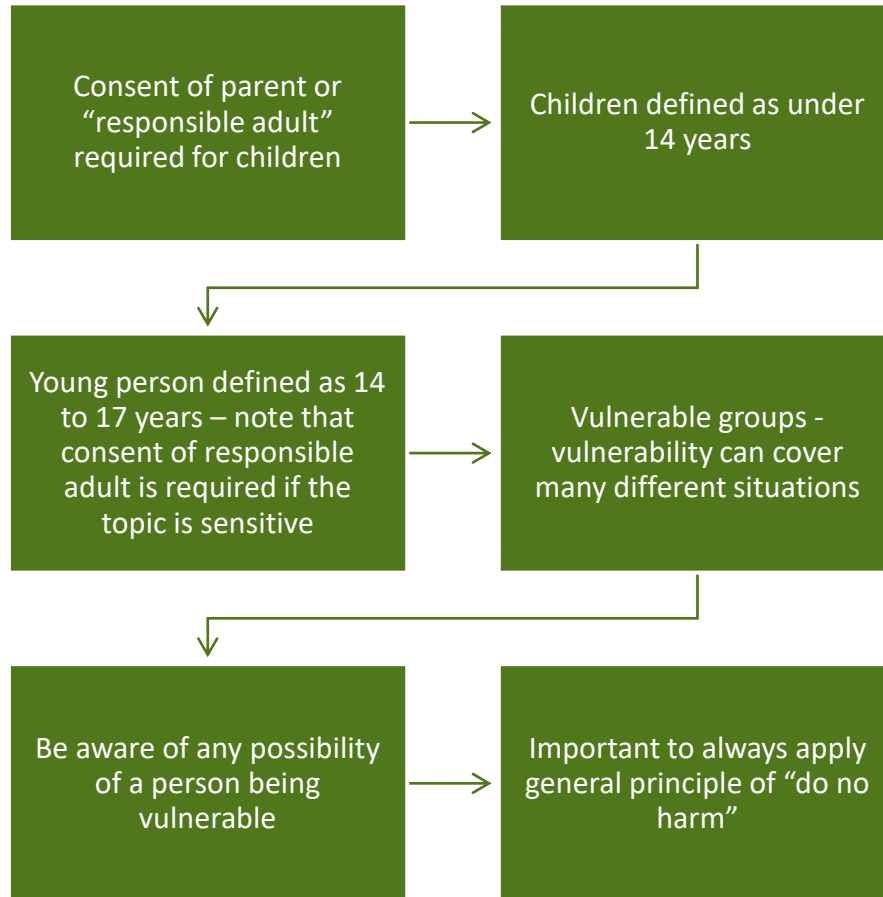 Consent of parent or
“responsible adult”
required for children
Children defined as under
14 years
Young person defined as 14
to 17 years – note that
consent of responsible
adult is required if the
topic is sensitive
Vulnerable groups -
vulnerability can cover
many different situations
Be aware of any possibility
of a person being
vulnerable
Important to always apply
general principle of “do no
harm”